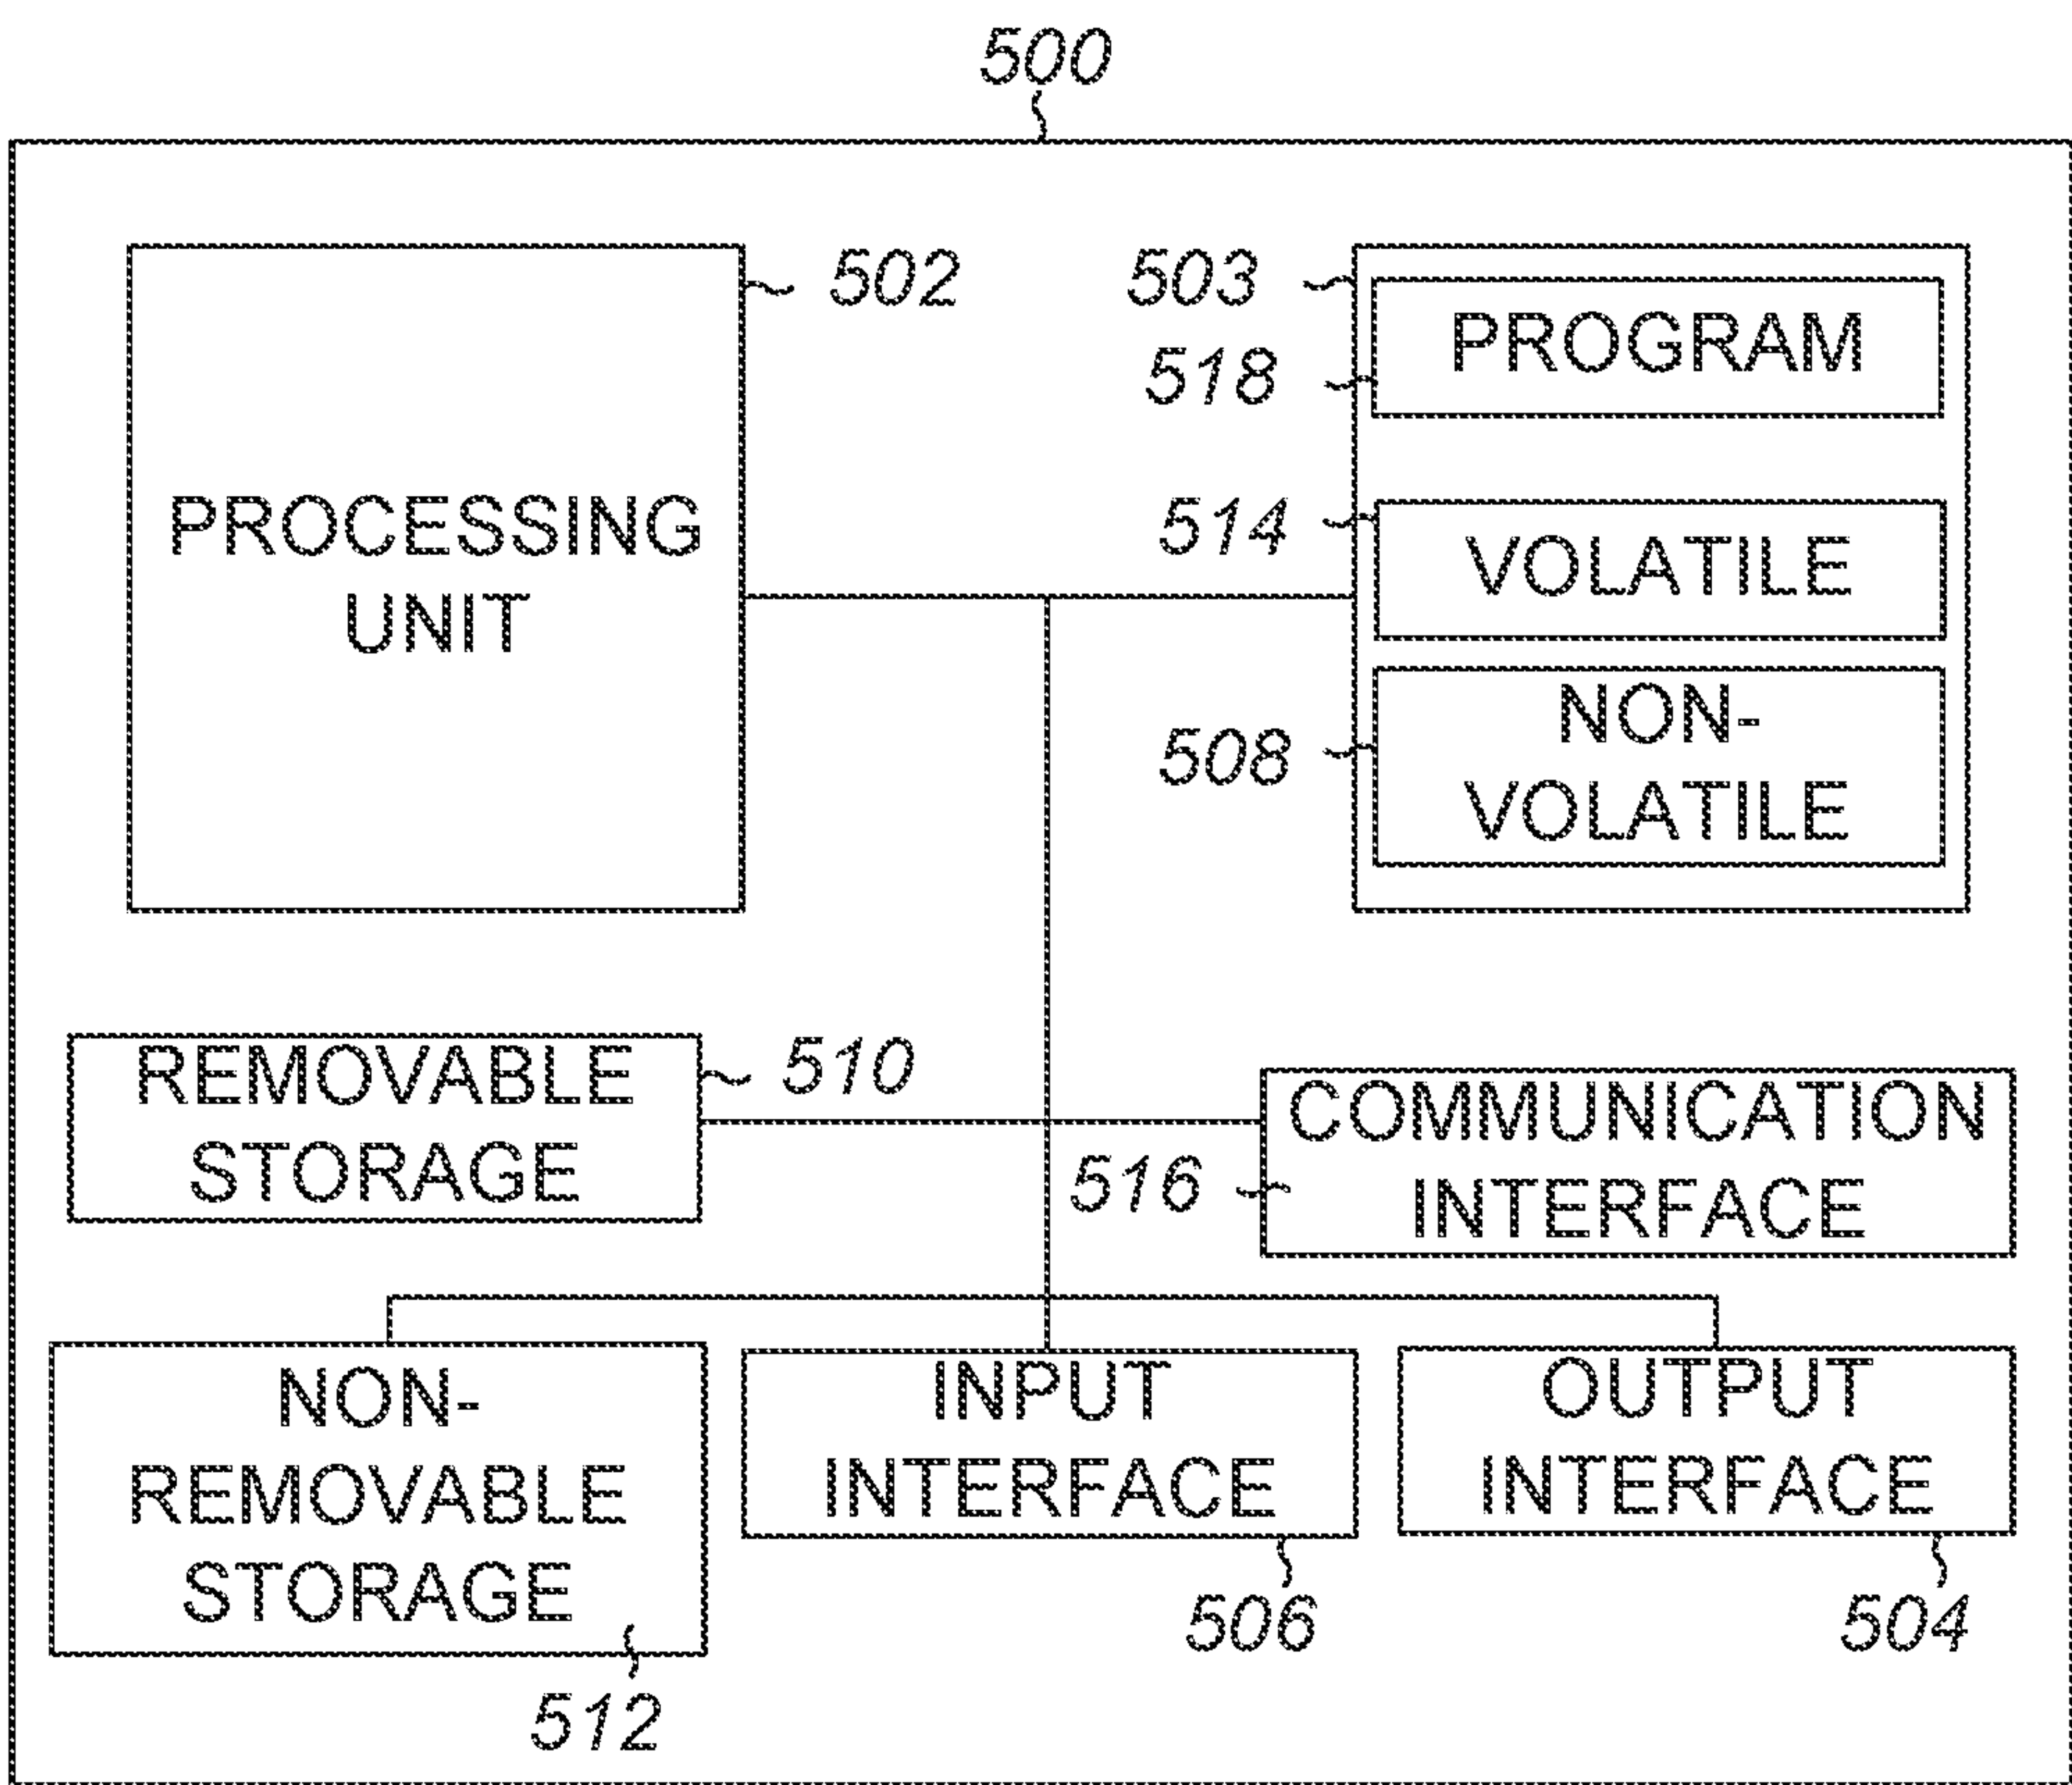 500
502
503
PROGRAM
518
PROCESSING
UNIT
514
VOLATILE
508
NON-
VOLATILE
REMOVABLE
STORAGE
510
COMMUNICATION
INTERFACE
516
NON-
REMOVABLE
STORAGE
512
INPUT
INTERFACE
506
OUTPUT
INTERFACE
504